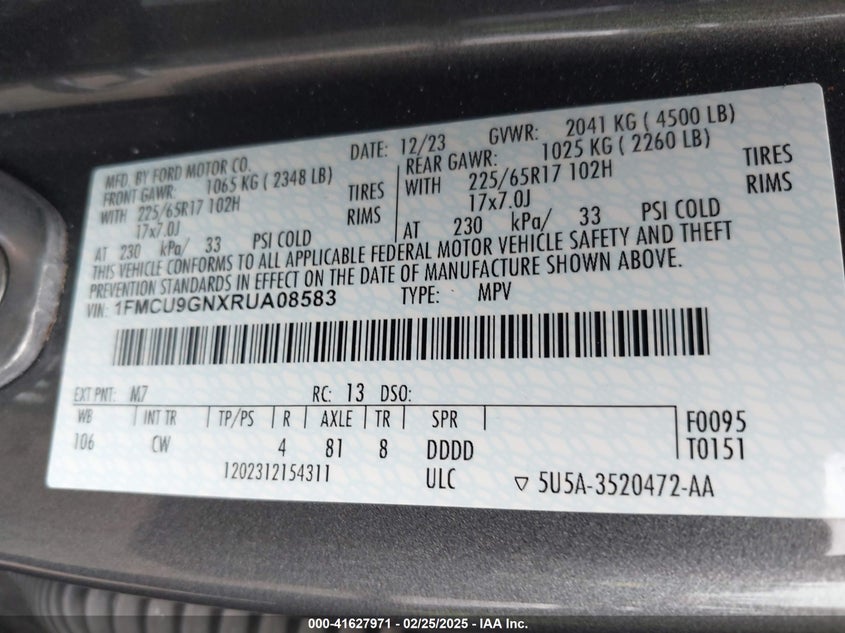 MFD. BY FORD MOTOR CO. DATE: 12/23 GVWR: 2041 KG ( 4500 LB)
FRONT GAWR: 1065 KG ( 2348 LB) REAR GAWR: 1025 KG ( 2260 LB)
WITH 225/65R17 102H TIRES WITH 225/65R17 102H TIRES
17x7.0J RIMS 17x7.0J RIMS
AT 230 kPa/ 33 PSI COLD AT 230 kPa/ 33 PSI COLD
THIS VEHICLE CONFORMS TO ALL APPLICABLE FEDERAL MOTOR VEHICLE SAFETY AND THEFT
PREVENTION STANDARDS IN EFFECT ON THE DATE OF MANUFACTURE SHOWN ABOVE.
VIN: 1FMCU9GNXRUA08583 TYPE: MPV
EXT PNT: M7 RC: 13 DSO:
WB INT TR TP/PS R AXLE TR SPR F0095
106 CW 4 81 8 DDDD T0151
1202312154311 ULC ▽ 5U5A-3520472-AA
000-41627971 / 02/25/2025 - IAA Inc.